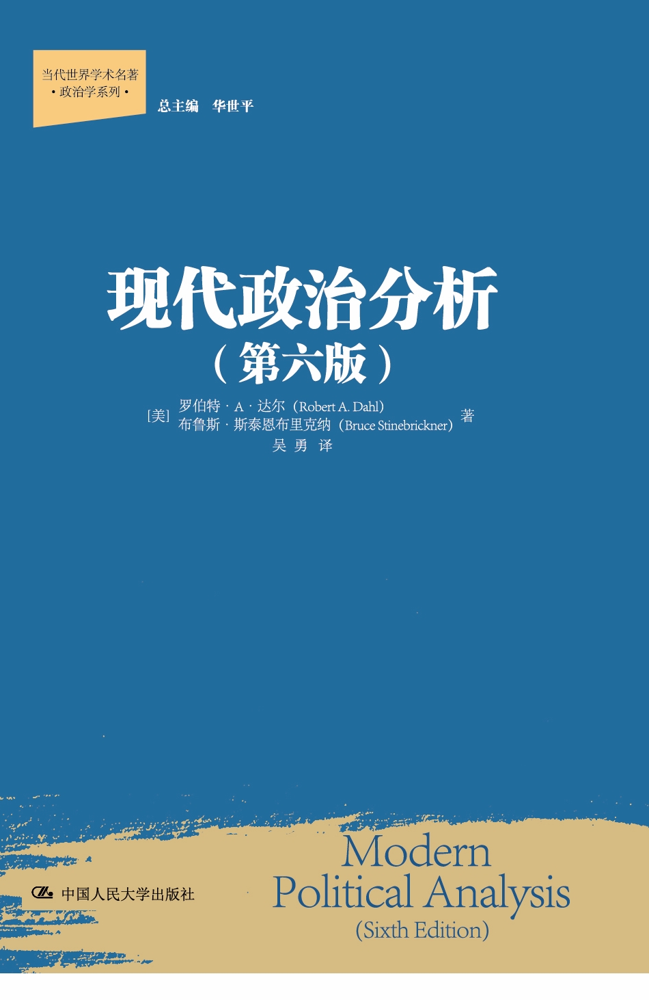 当代世界学术名著
·政治学系列·
总主编 华世平
现代政治分析
（第六版）
[美] 罗伯特·A·达尔（Robert A. Dahl）
布鲁斯·斯泰恩布里克纳（Bruce Stinebrickner） 著
吴 勇 译
Modern
Political Analysis
(Sixth Edition)
中国人民大学出版社